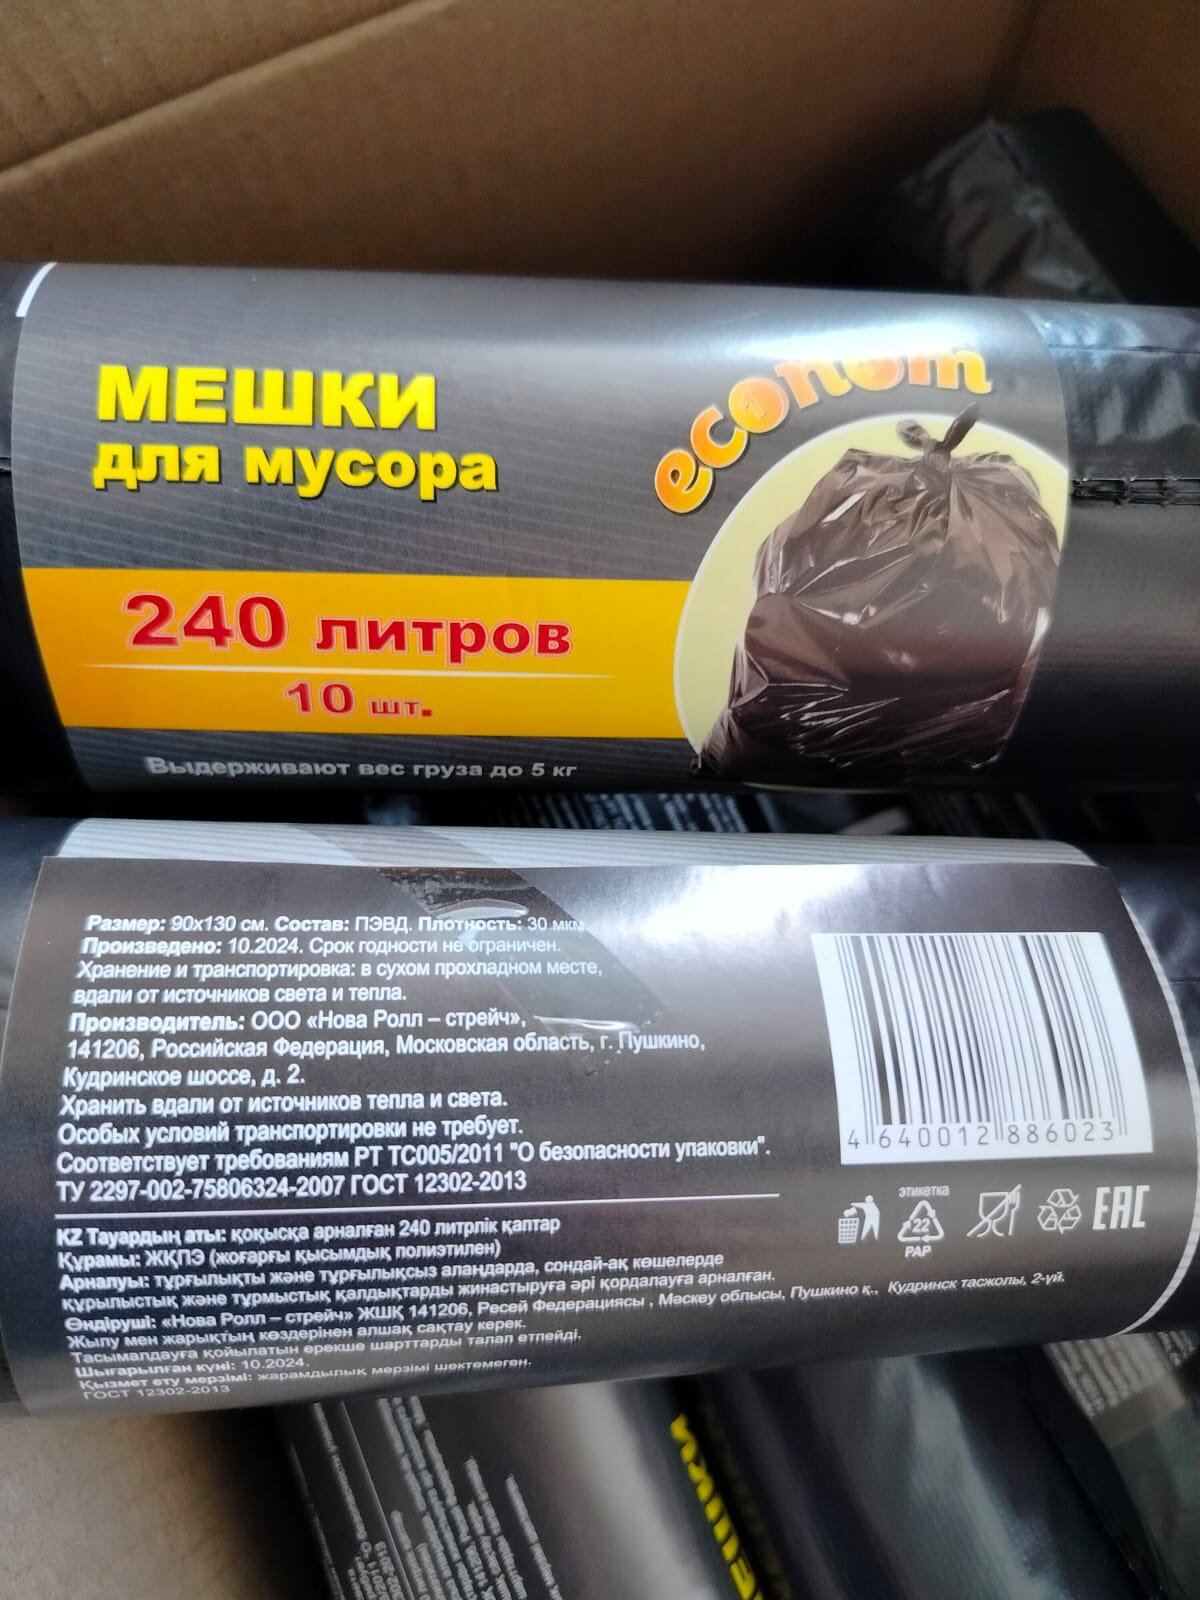 МЕШКИ
для мусора
econom
240 литров
10 шт.
Выдерживают вес груза до 5 кг
Размер: 90х130 см. Состав: ПЭВД. Плотность: 30 мкм.
Произведено: 10.2024. Срок годности не ограничен.
Хранение и транспортировка: в сухом прохладном месте,
вдали от источников света и тепла.
Производитель: ООО «Нова Ролл – стрейч»,
141206, Российская Федерация, Московская область, г. Пушкино,
Кудринское шоссе, д. 2.
Хранить вдали от источников тепла и света.
Особых условий транспортировки не требует.
Соответствует требованиям РТ ТС005/2011 "О безопасности упаковки".
ТУ 2297-002-75806324-2007 ГОСТ 12302-2013
4 640012 886023
этикетка
22
PAP
EAC
KZ Тауардың аты: қоқысқа арналған 240 литрлік қаптар
Құрамы: ЖҚПЭ (жоғарғы қысымдық полиэтилен)
Арналуы: тұрғылықты және тұрғылықсыз алаңдарда, сондай-ақ көшелерде
құрылыстық және тұрмыстық қалдықтарды жинастыруға әрі қордалауға арналған.
Өндіруші: «Нова Ролл – стрейч» ЖШҚ 141206, Ресей Федерациясы , Мәскеу облысы, Пушкино қ., Кудринск тасжолы, 2-үй.
Жылу мен жарықтың көздерінен алшақ сақтау керек.
Тасымалдауға қойылатын ерекше шарттарды талап етпейді.
Шығарылған күні: 10.2024.
Қызмет ету мерзімі: жарамдылық мерзімі шектемеген.
ГОСТ 12302-2013